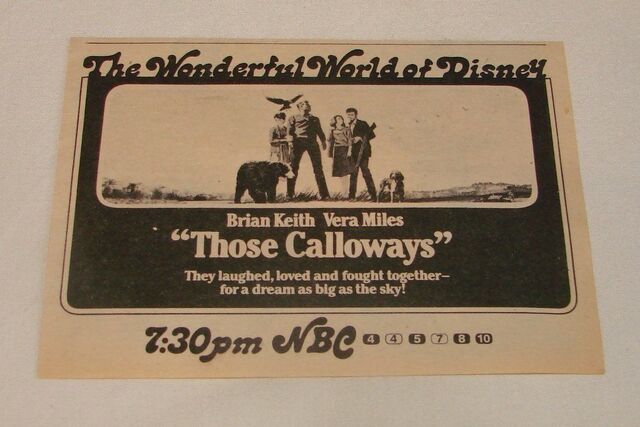 The Wonderful World of Disney
Brian Keith Vera Miles
“Those Calloways”
They laughed, loved and fought together—
for a dream as big as the sky!
7:30pm NBC 4 4 5 7 8 10